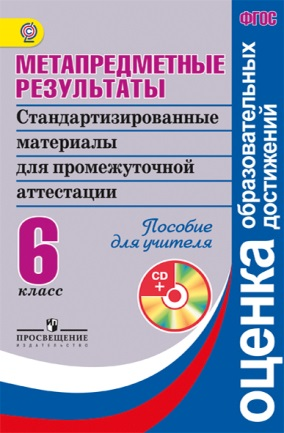 ФГОС
МЕТАПРЕДМЕТНЫЕ
РЕЗУЛЬТАТЫ
Стандартизированные
материалы
для промежуточной
аттестации
6
класс
Пособие
для учителя
CD
+
ПРОСВЕЩЕНИЕ
ИЗДАТЕЛЬСТВО
оценка
образовательных
достижений